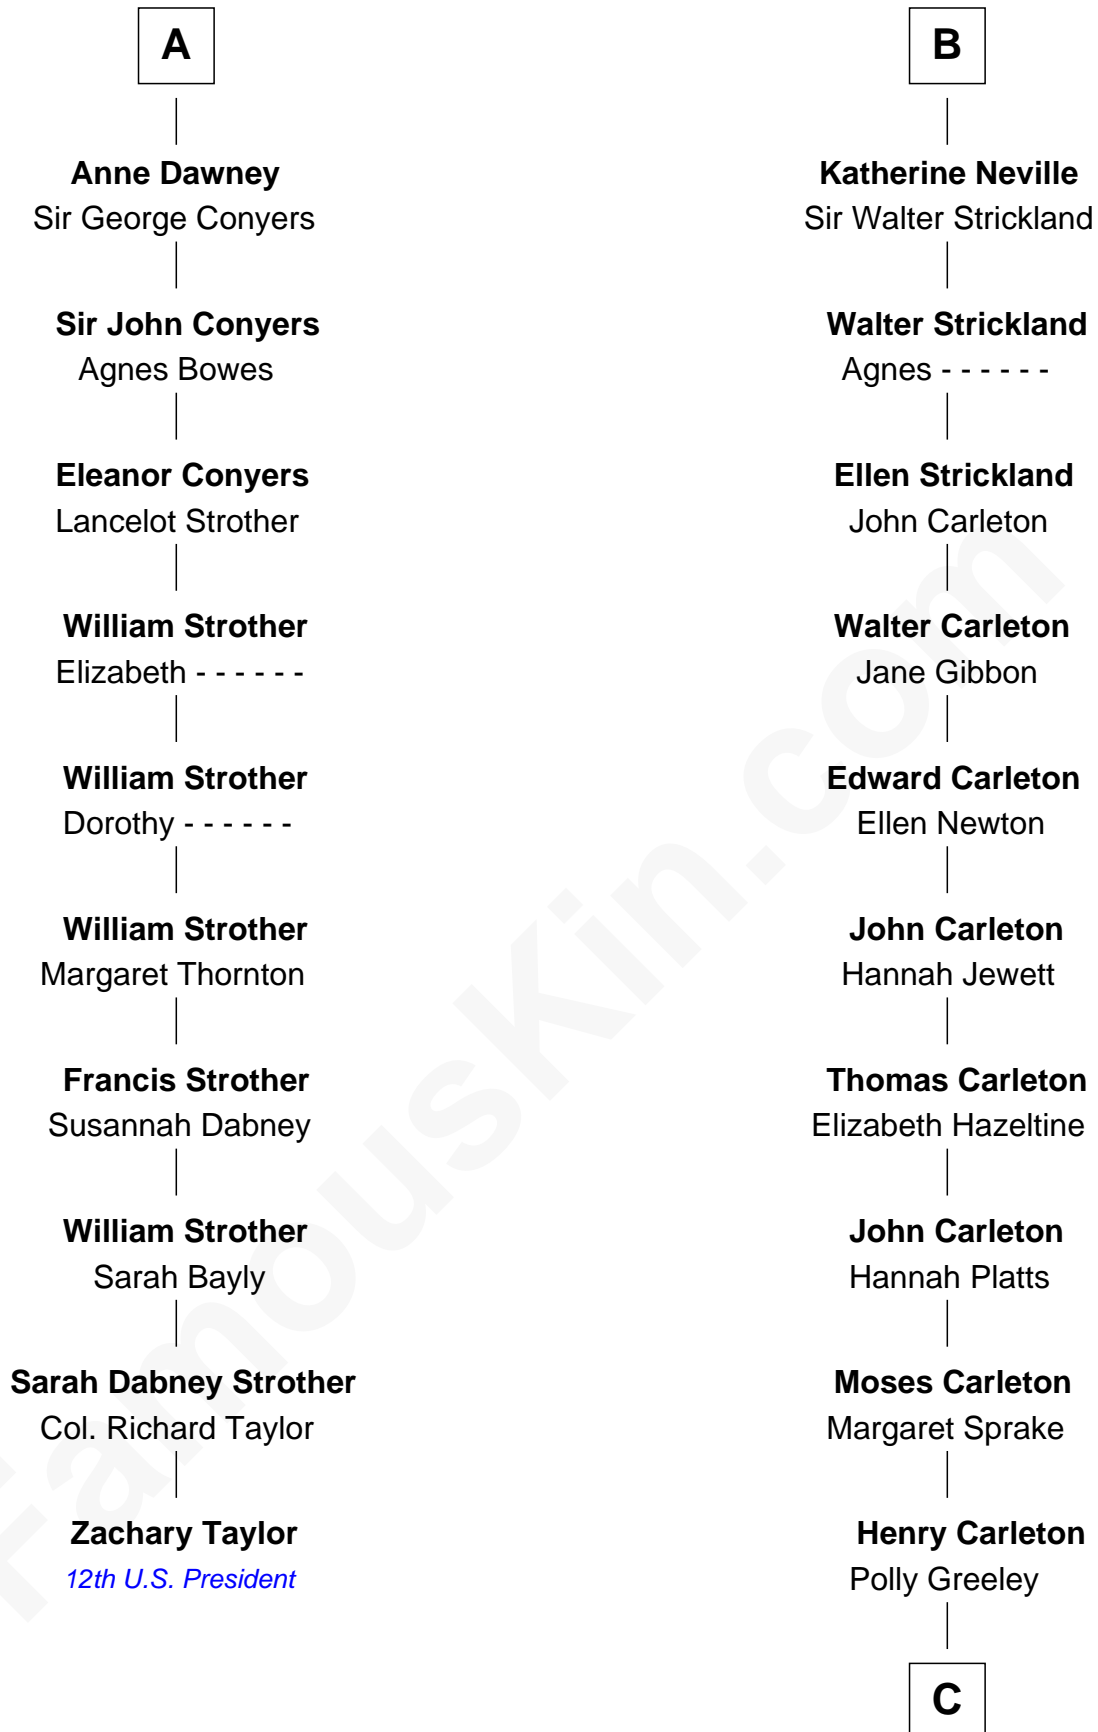 A
Anne Dawney
Sir George Conyers
Sir John Conyers
Agnes Bowes
Eleanor Conyers
Lancelot Strother
William Strother
Elizabeth - - - - - -
William Strother
Dorothy - - - - - -
William Strother
Margaret Thornton
Francis Strother
Susannah Dabney
William Strother
Sarah Bayly
Sarah Dabney Strother
Col. Richard Taylor
Zachary Taylor
12th U.S. President
B
Katherine Neville
Sir Walter Strickland
Walter Strickland
Agnes - - - - - -
Ellen Strickland
John Carleton
Walter Carleton
Jane Gibbon
Edward Carleton
Ellen Newton
John Carleton
Hannah Jewett
Thomas Carleton
Elizabeth Hazeltine
John Carleton
Hannah Platts
Moses Carleton
Margaret Sprake
Henry Carleton
Polly Greeley
C
FamousKin.com